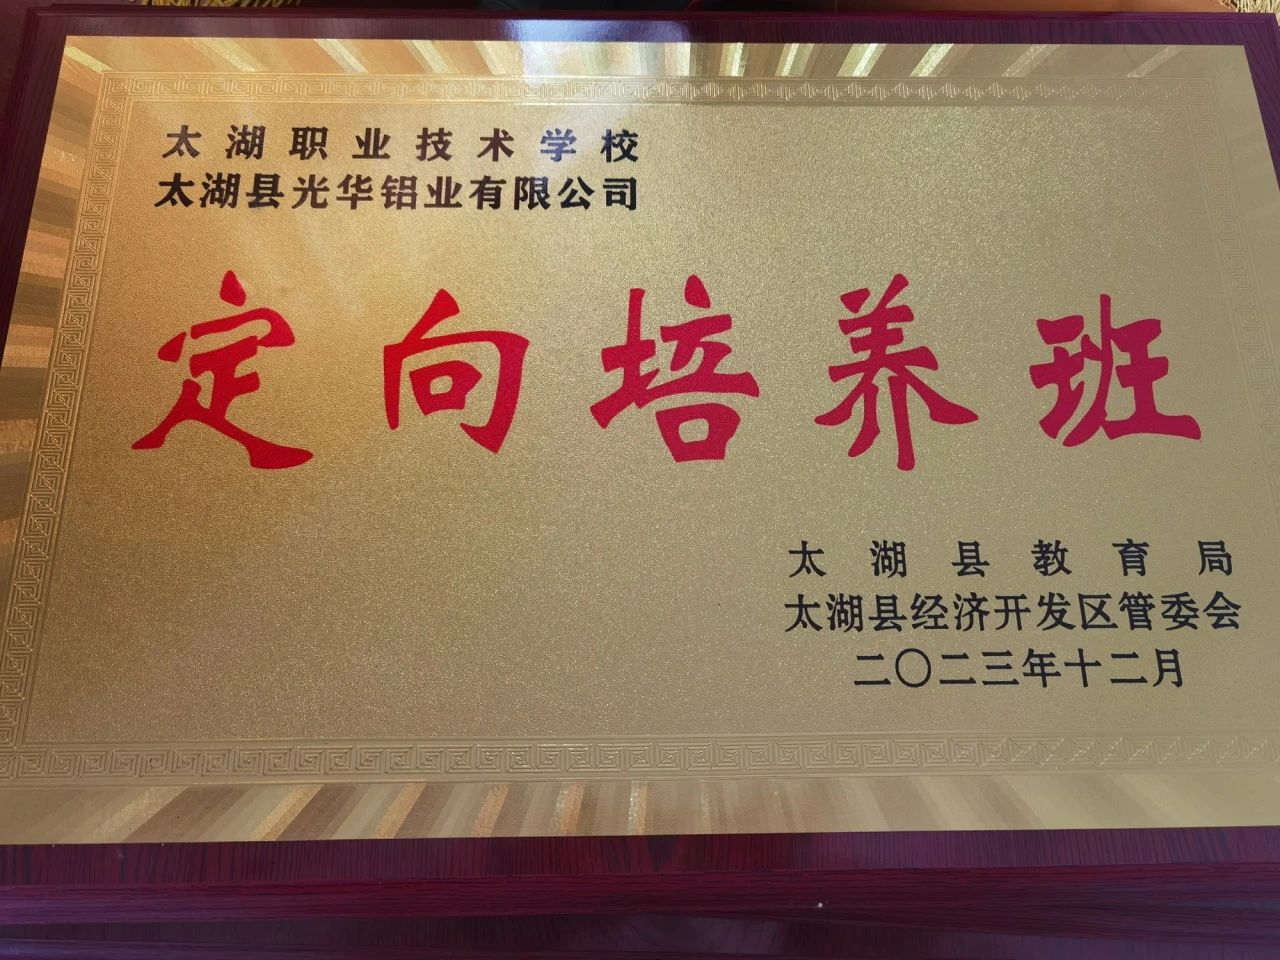 太湖职业技术学校
太湖县光华铝业有限公司
定向培养班
太湖县教育局
太湖县经济开发区管委会
二〇二三年十二月